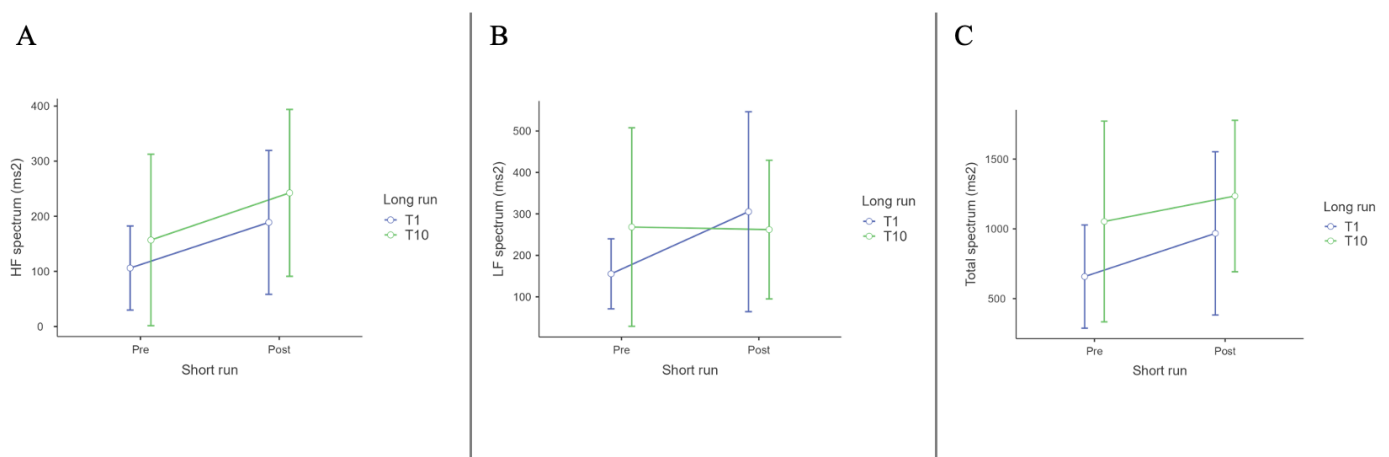 A
HF spectrum (ms2)
400
300
200
100
0
Pre
Post
Short run
Long run
T1
T10
B
LF spectrum (ms2)
500
400
300
200
100
Pre
Post
Short run
Long run
T1
T10
C
Total spectrum (ms2)
1500
1000
500
Pre
Post
Short run
Long run
T1
T10